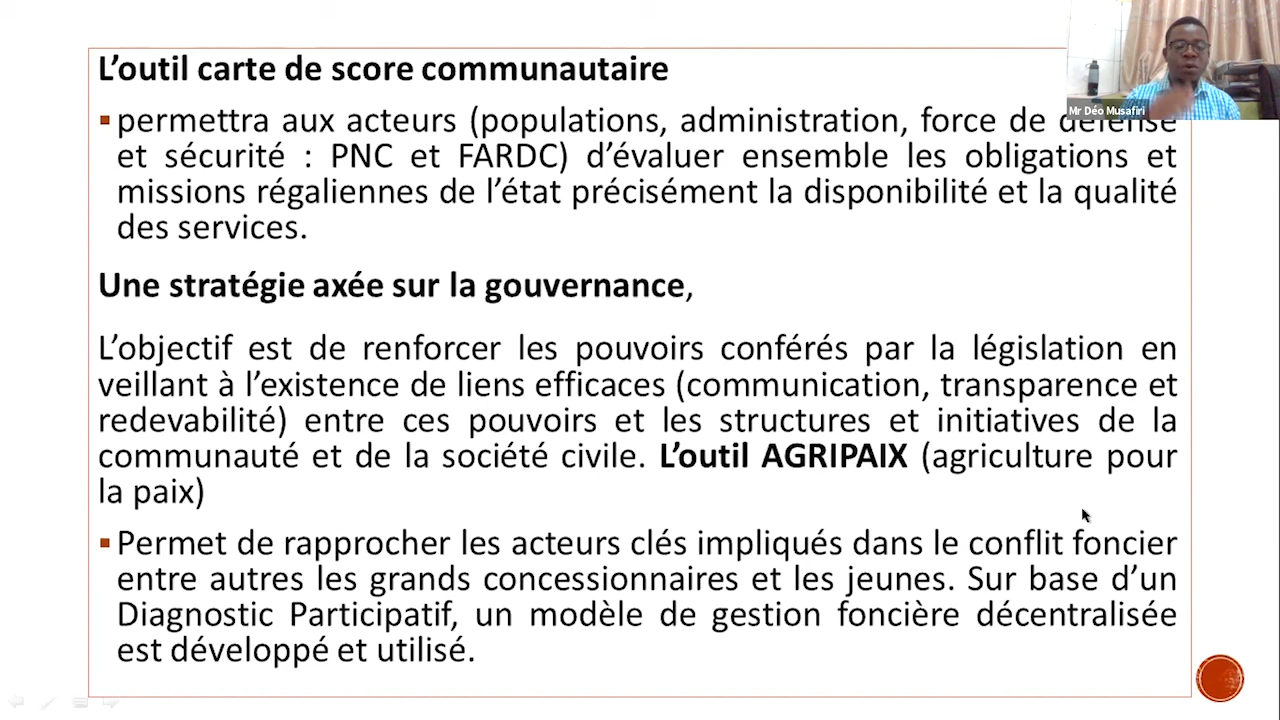 L'outil carte de score communautaire
permettra aux acteurs (populations, administration, force de défense
et sécurité : PNC et FARDC) d'évaluer ensemble les obligations et
missions régaliennes de l'état précisément la disponibilité et la qualité
des services.
Une stratégie axée sur la gouvernance,
L'objectif est de renforcer les pouvoirs conférés par la législation en
veillant à l'existence de liens efficaces (communication, transparence et
redevabilité) entre ces pouvoirs et les structures et initiatives de la
communauté et de la société civile. L'outil AGRIPAIX (agriculture pour
la paix)
Permet de rapprocher les acteurs clés impliqués dans le conflit foncier
entre autres les grands concessionnaires et les jeunes. Sur base d'un
Diagnostic Participatif, un modèle de gestion foncière décentralisée
est développé et utilisé.
Mr Déo Musafiri